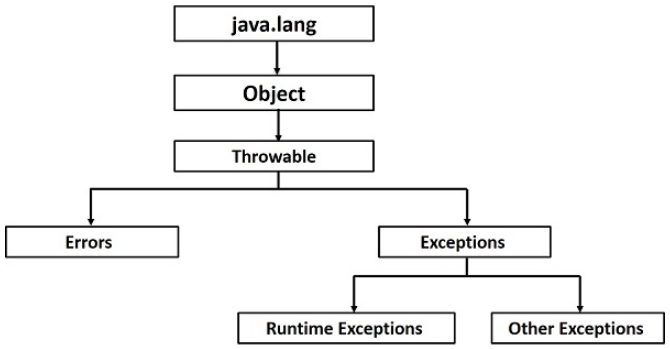 java.lang
Object
Throwable
Errors
Exceptions
Runtime Exceptions
Other Exceptions